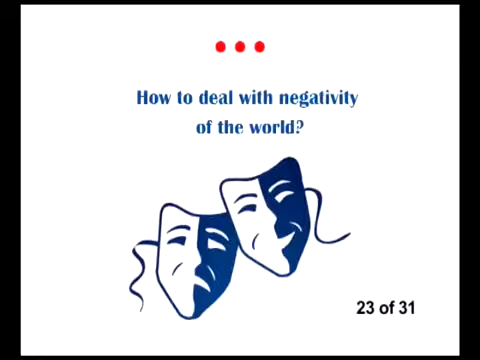 How to deal with negativity
of the world?
23 of 31